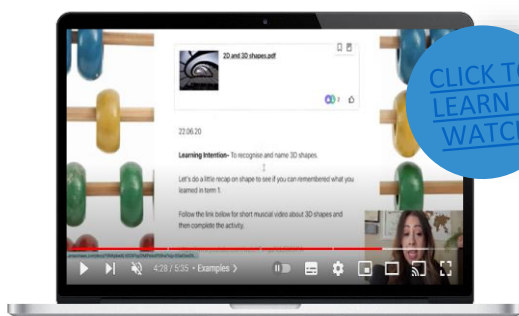 2D and 3D shapes.pdf
3
22.06.20
Learning Intention- To recognise and name 3D shapes.
Let's do a little recap on shape to see if you can remembered what you
learned in term 1.
Follow the link below for short muscial video about 3D shapes and
then complete the activity.
4:28 / 5:35 • Examples
CLICK TO
LEARN
WATCH